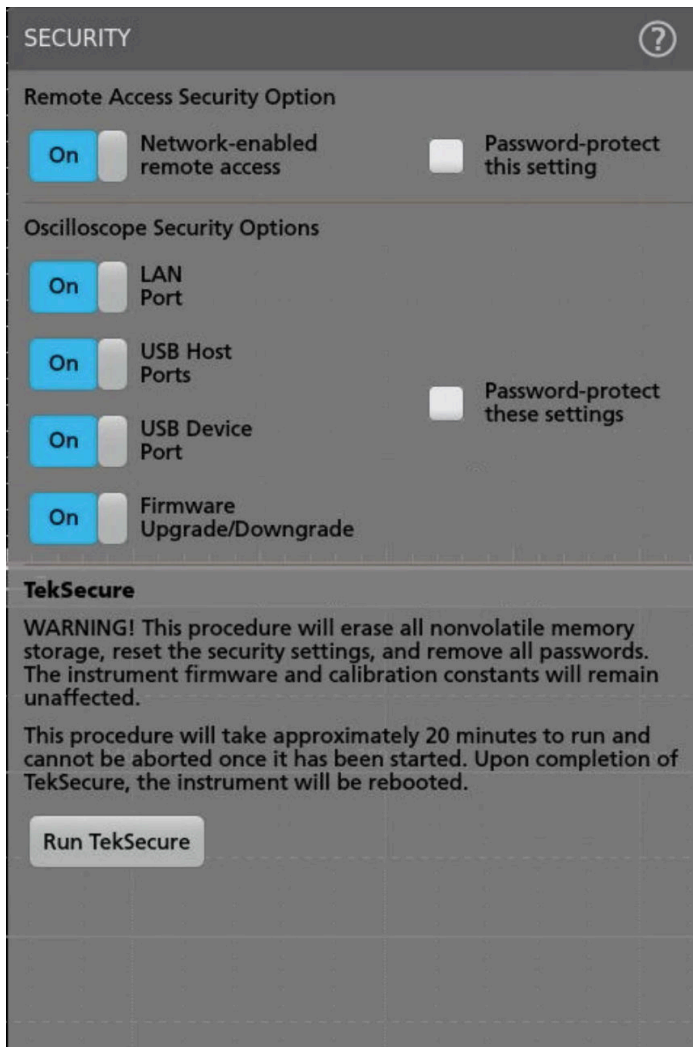 SECURITY
?
Remote Access Security Option
On
Network-enabled
remote access
Password-protect
this setting
Oscilloscope Security Options
On
LAN
Port
On
USB Host
Ports
Password-protect
these settings
On
USB Device
Port
On
Firmware
Upgrade/Downgrade
TekSecure
WARNING! This procedure will erase all nonvolatile memory
storage, reset the security settings, and remove all passwords.
The instrument firmware and calibration constants will remain
unaffected.
This procedure will take approximately 20 minutes to run and
cannot be aborted once it has been started. Upon completion of
TekSecure, the instrument will be rebooted.
Run TekSecure